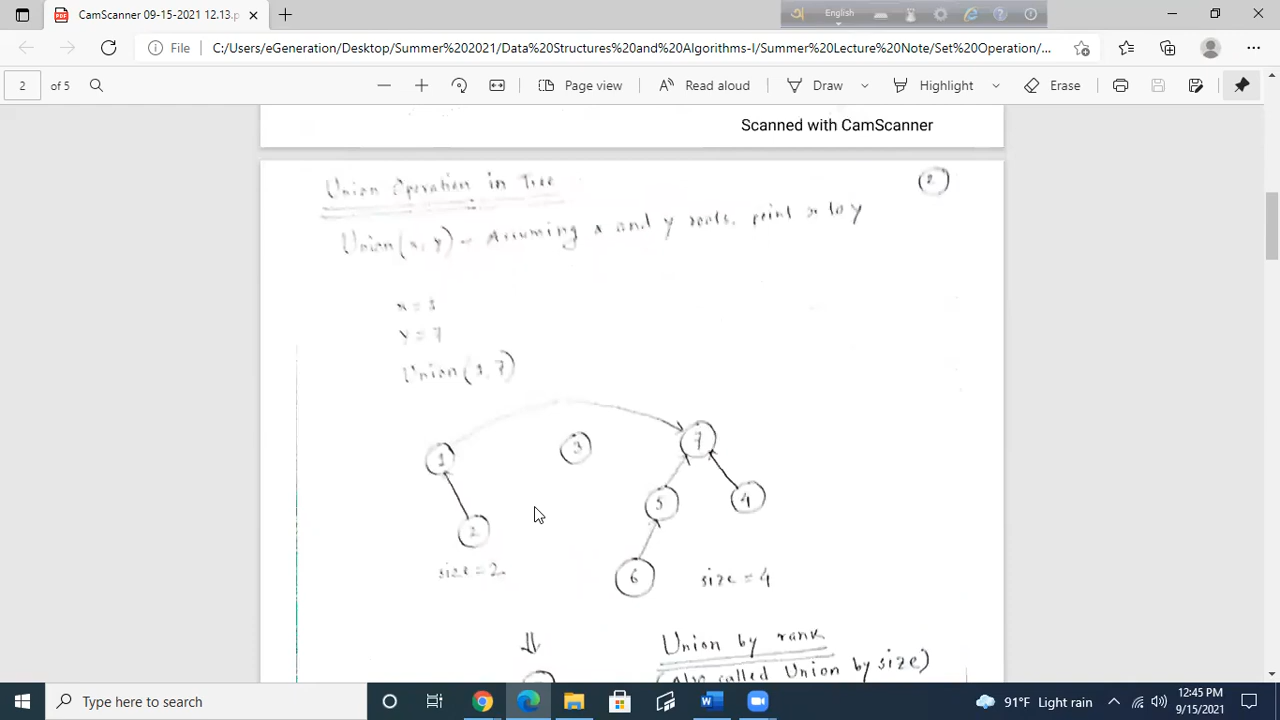 CamScanner 09-15-2021 12.13.p
English
File
C:/Users/eGeneration/Desktop/Summer%202021/Data%20Structures%20and%20Algorithms-I/Summer%20Lecture%20Note/Set%20Operation/...
2 of 5
Page view
Read aloud
Draw
Highlight
Erase
Scanned with CamScanner
Union Operation in Tree
2
Union(x, y) - Assuming x and y roots, point x to y
x = 1
y = 7
Union(1, 7)
1
3
7
2
5
4
6
size = 2
size = 4
Union by rank
(also called Union by size)
Type here to search
91°F Light rain
12:45 PM
9/15/2021